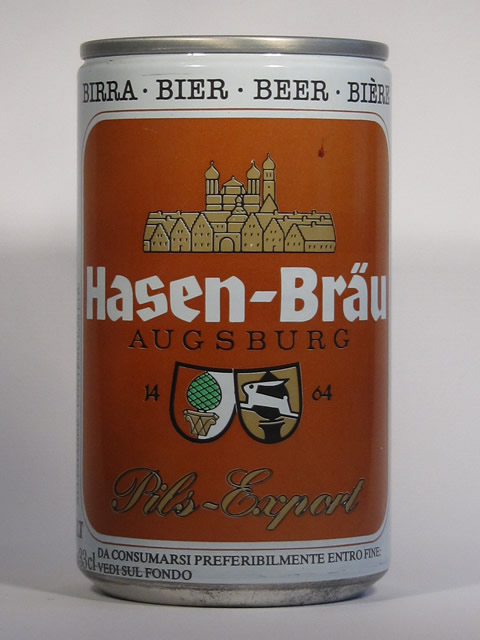 BIRRA · BIER · BEER · BIÈRE
Hasen-Bräu
AUGSBURG
14 64
Pils-Export
33cl DA CONSUMARSI PREFERIBILMENTE ENTRO FINE:
VEDI SUL FONDO